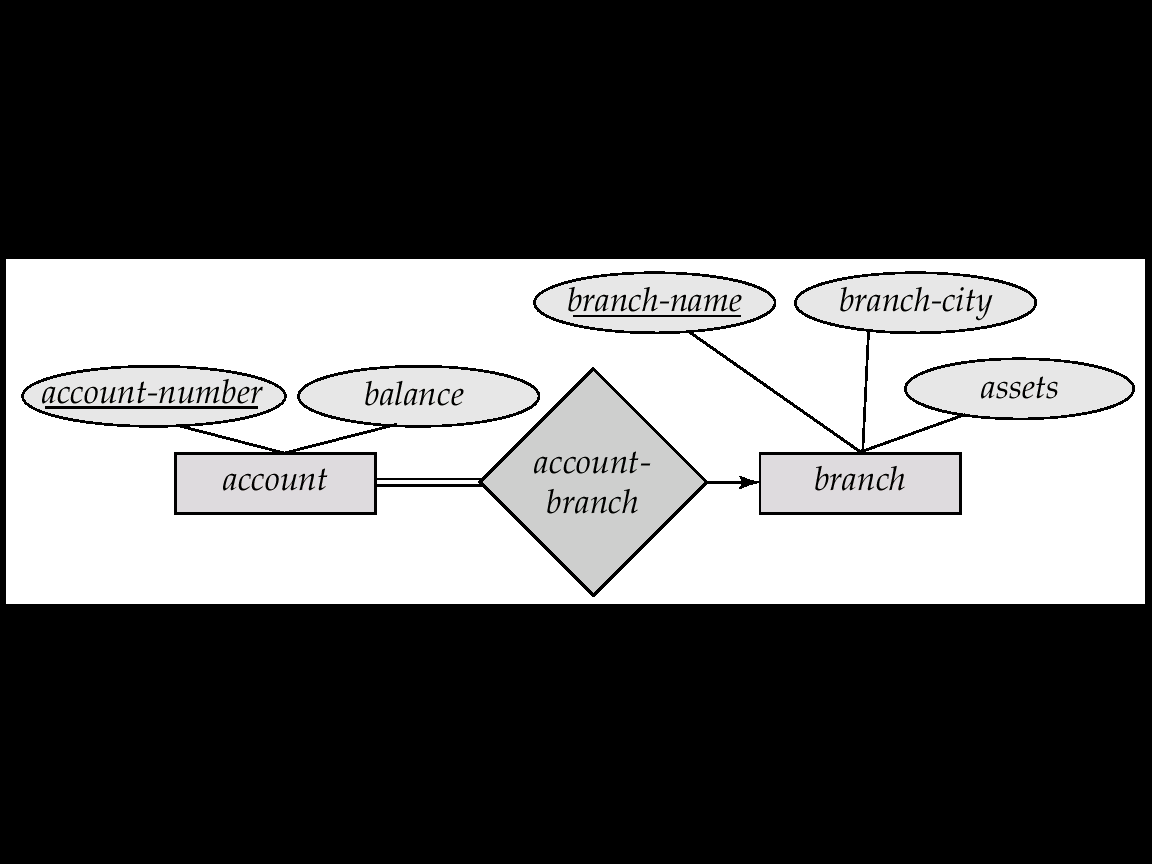 branch-name
branch-city
account-number
balance
assets
account
account-
branch
branch